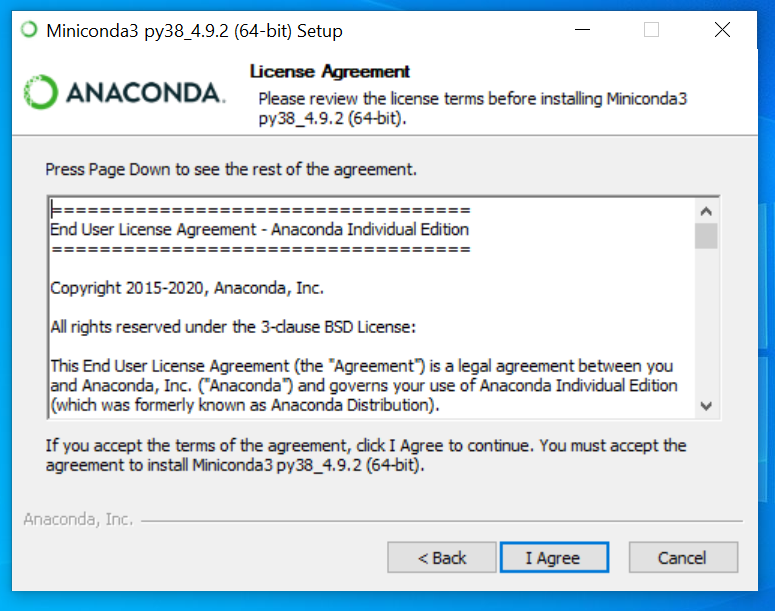 Miniconda3 py38_4.9.2 (64-bit) Setup
ANACONDA.
License Agreement
Please review the license terms before installing Miniconda3
py38_4.9.2 (64-bit).
Press Page Down to see the rest of the agreement.
===================================
End User License Agreement - Anaconda Individual Edition
===================================
Copyright 2015-2020, Anaconda, Inc.
All rights reserved under the 3-clause BSD License:
This End User License Agreement (the "Agreement") is a legal agreement between you
and Anaconda, Inc. ("Anaconda") and governs your use of Anaconda Individual Edition
(which was formerly known as Anaconda Distribution).
If you accept the terms of the agreement, click I Agree to continue. You must accept the
agreement to install Miniconda3 py38_4.9.2 (64-bit).
Anaconda, Inc.
< Back
I Agree
Cancel